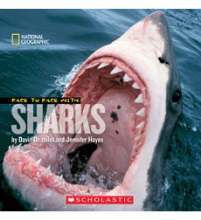 NATIONAL
GEOGRAPHIC
FACE TO FACE WITH
SHARKS
by David Doubilet and Jennifer Hayes
SCHOLASTIC